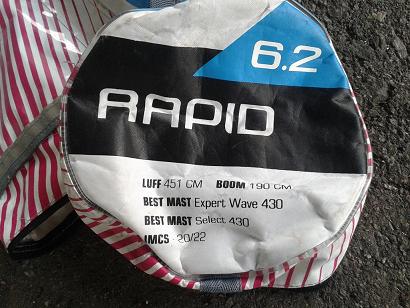 6.2
RAPID
LUFF 451 CM BOOM 190 CM
BEST MAST Expert Wave 430
BEST MAST Select 430
IMCS 20/22